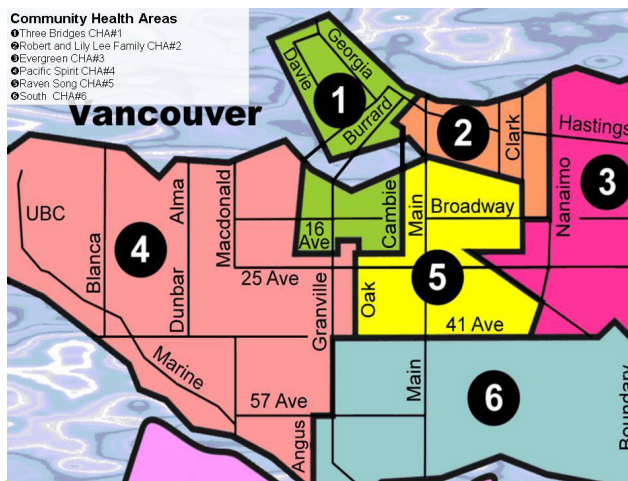 Community Health Areas
❶Three Bridges CHA#1
❷Robert and Lily Lee Family CHA#2
❸Evergreen CHA#3
❹Pacific Spirit CHA#4
❺Raven Song CHA#5
❻South CHA#6
Vancouver
Davie
Georgia
1
Burrard
2
Clark
Hastings
3
Nanaimo
UBC
Blanca
4
Alma
Dunbar
Macdonald
16
Ave
Cambie
Main
Broadway
25 Ave
Granville
Oak
5
41 Ave
Marine
57 Ave
Angus
Main
6
Boundary